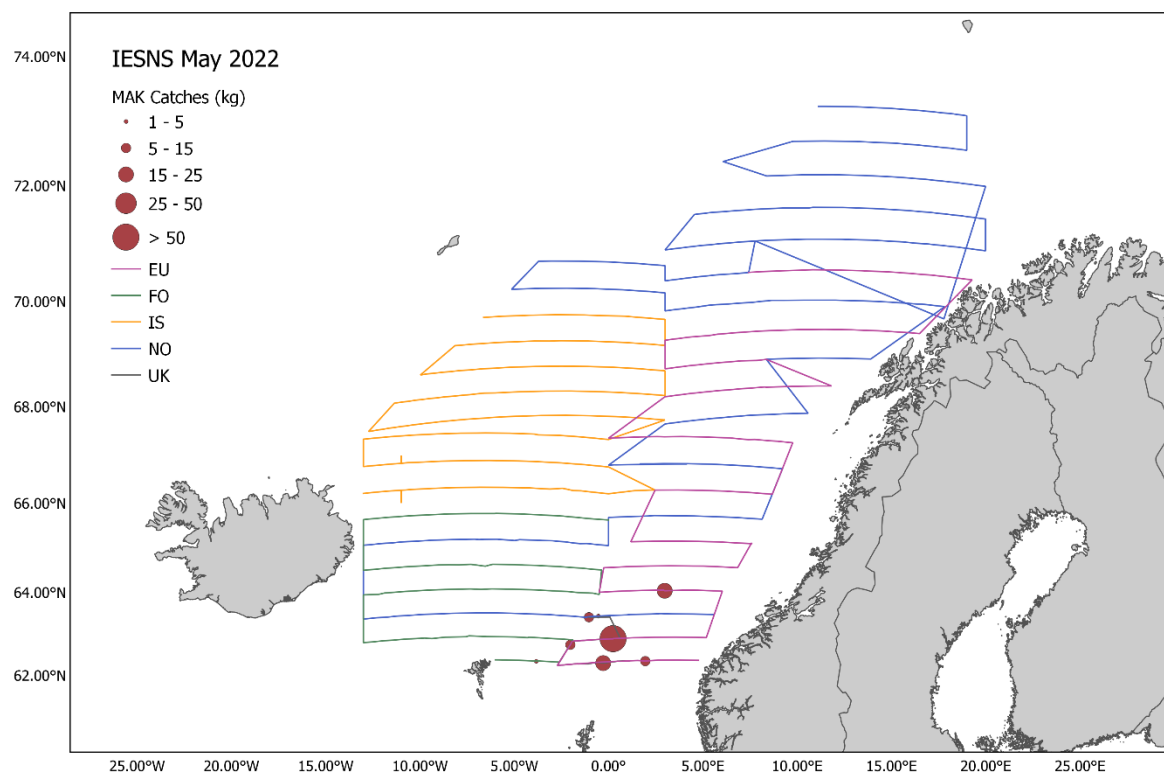 IESNS May 2022
MAK Catches (kg)
1 - 5
5 - 15
15 - 25
25 - 50
> 50
EU
FO
IS
NO
UK
74.00°N
72.00°N
70.00°N
68.00°N
66.00°N
64.00°N
62.00°N
25.00°W 20.00°W 15.00°W 10.00°W 5.00°W 0.00° 5.00°E 10.00°E 15.00°E 20.00°E 25.00°E